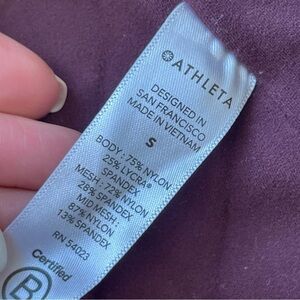 ATHLETA
DESIGNED IN
SAN FRANCISCO
MADE IN VIETNAM
S
BODY: 75% NYLON
25% LYCRA®
SPANDEX
MESH: 72% NYLON
28% SPANDEX
MID MESH:
87% NYLON
13% SPANDEX
RN 54023
Certified
B